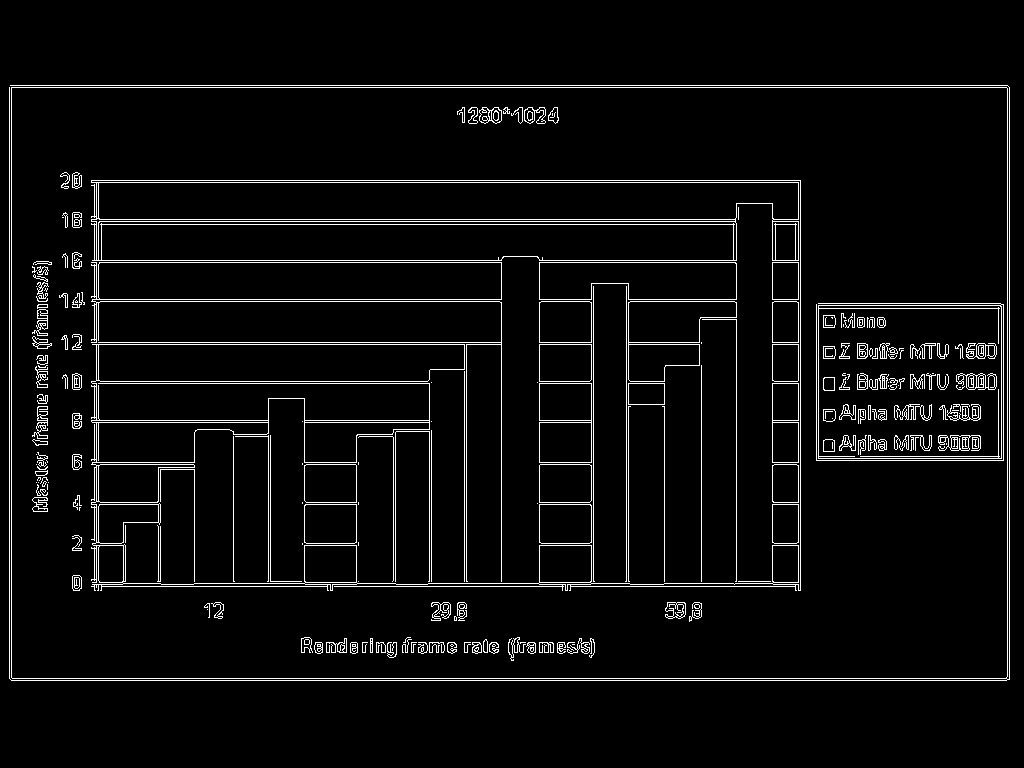 1280*1024
20
18
16
14
12
10
8
6
4
2
0
Master frame rate (frames/s)
12
29,8
59,8
Rendering frame rate (frames/s)
Mono
Z Buffer MTU 1500
Z Buffer MTU 9000
Alpha MTU 1500
Alpha MTU 9000